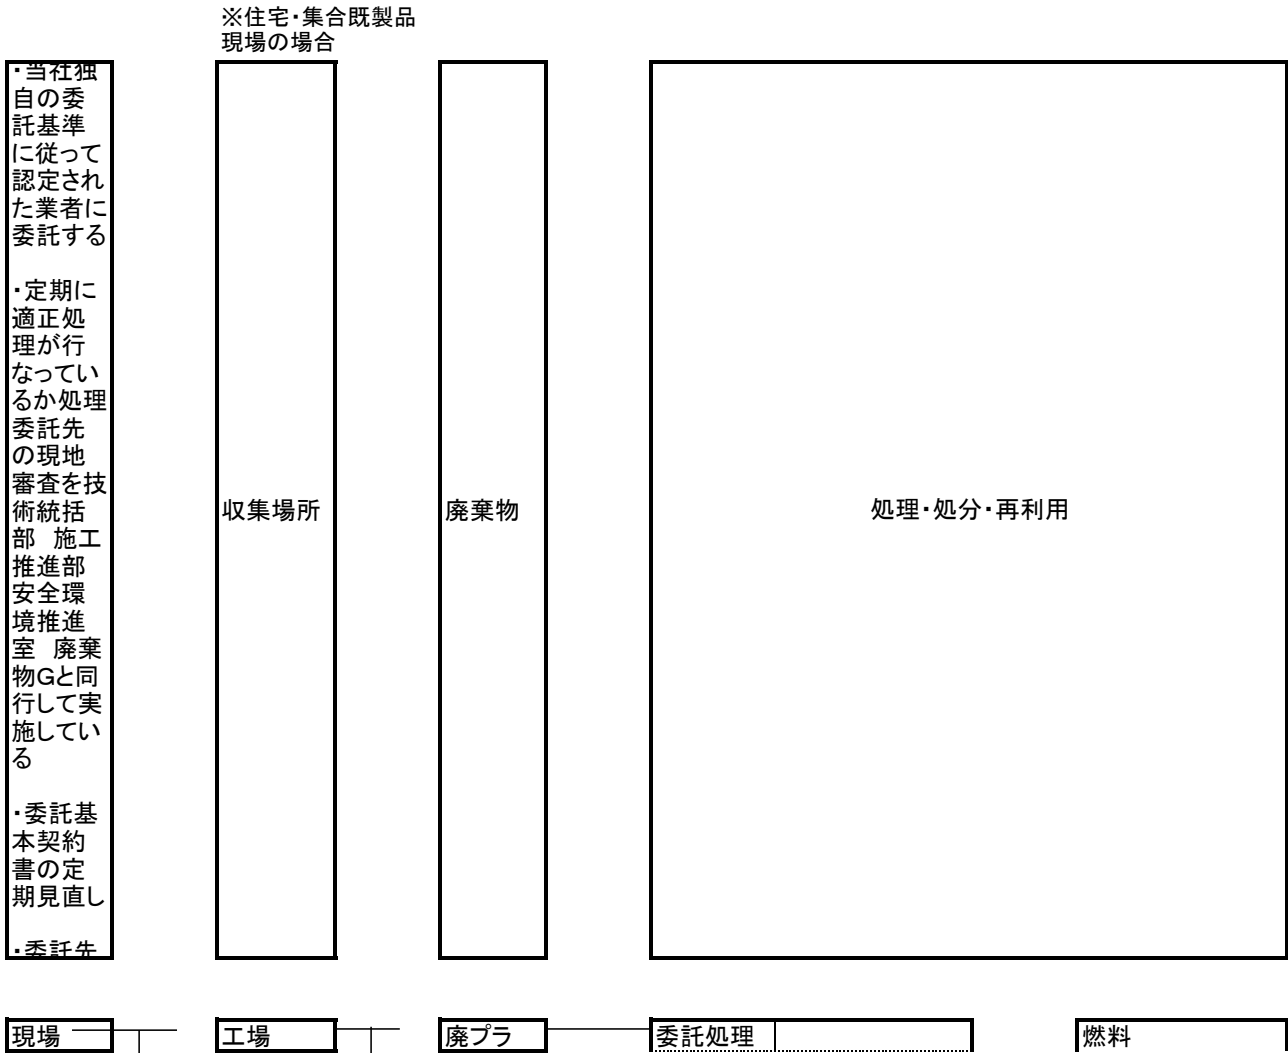 ※住宅・集合既製品
現場の場合
・当社独
自の委
託基準
に従って
認定され
た業者に
委託する
・定期に
適正処
理が行
なってい
るか処理
委託先
の現地
審査を技
術統括
部　施工
推進部
安全環
境推進
室　廃棄
物Gと同
行して実
施してい
る
・委託基
本契約
書の定
期見直し
・委託先
収集場所
廃棄物
処理・処分・再利用
現場
工場
廃プラ
委託処理
燃料